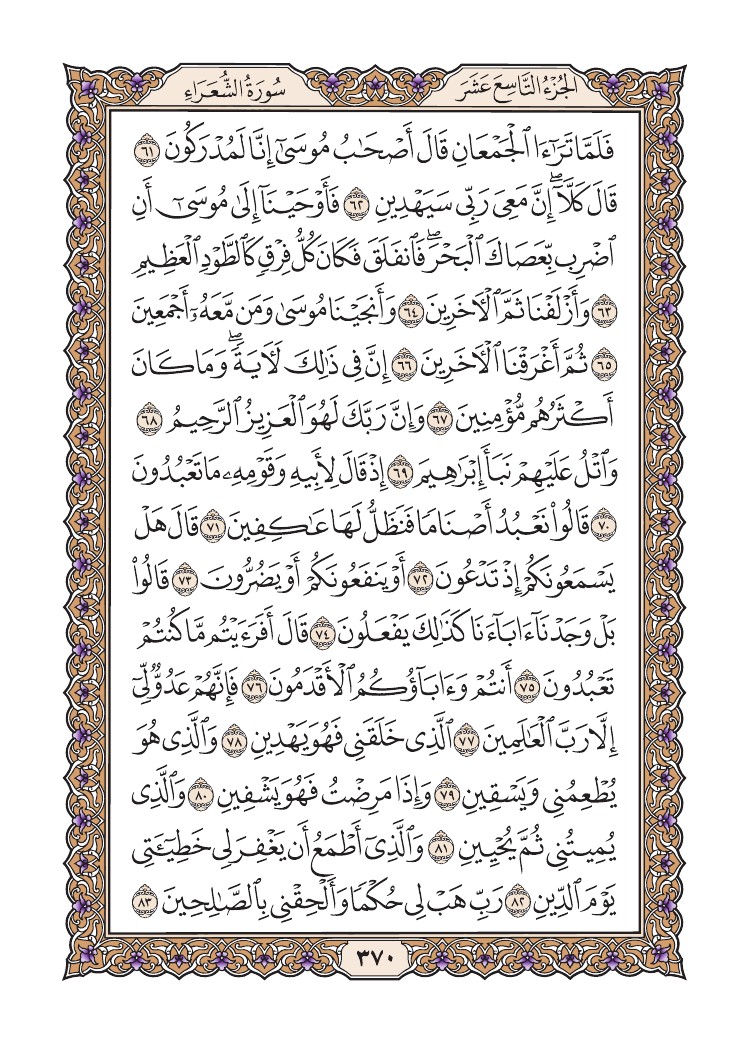 الجُزْءُ التَّاسِعَ عَشَرَ
سُورَةُ الشُّعَرَاءِ
فَلَمَّا تَرَٰٓءَا ٱلۡجَمۡعَانِ قَالَ أَصۡحَٰبُ مُوسَىٰٓ إِنَّا لَمُدۡرَكُونَ ٦١
قَالَ كَلَّآۖ إِنَّ مَعِيَ رَبِّي سَيَهۡدِينِ ٦٢ فَأَوۡحَيۡنَآ إِلَىٰ مُوسَىٰٓ أَنِ
ٱضۡرِب بِّعَصَاكَ ٱلۡبَحۡرَۖ فَٱنفَلَقَ فَكَانَ كُلُّ فِرۡقٖ كَٱلطَّوۡدِ ٱلۡعَظِيمِ
٦٣ وَأَزۡلَفۡنَا ثَمَّ ٱلۡأٓخَرِينَ ٦٤ وَأَنجَيۡنَا مُوسَىٰ وَمَن مَّعَهُۥٓ أَجۡمَعِينَ
٦٥ ثُمَّ أَغۡرَقۡنَا ٱلۡأٓخَرِينَ ٦٦ إِنَّ فِي ذَٰلِكَ لَأٓيَةٗۖ وَمَا كَانَ
أَكۡثَرُهُم مُّؤۡمِنِينَ ٦٧ وَإِنَّ رَبَّكَ لَهُوَ ٱلۡعَزِيزُ ٱلرَّحِيمُ ٦٨
وَٱتۡلُ عَلَيۡهِمۡ نَبَأَ إِبۡرَٰهِيمَ ٦٩ إِذۡ قَالَ لِأَبِيهِ وَقَوۡمِهِۦ مَا تَعۡبُدُونَ
٧٠ قَالُواْ نَعۡبُدُ أَصۡنَامٗا فَنَظَلُّ لَهَا عَٰكِفِينَ ٧١ قَالَ هَلۡ
يَسۡمَعُونَكُمۡ إِذۡ تَدۡعُونَ ٧٢ أَوۡ يَنفَعُونَكُمۡ أَوۡ يَضُرُّونَ ٧٣ قَالُواْ
بَلۡ وَجَدۡنَآ ءَابَآءَنَا كَذَٰلِكَ يَفۡعَلُونَ ٧٤ قَالَ أَفَرَءَيۡتُم مَّا كُنتُمۡ
تَعۡبُدُونَ ٧٥ أَنتُمۡ وَءَابَآؤُكُمُ ٱلۡأَقۡدَمُونَ ٧٦ فَإِنَّهُمۡ عَدُوّٞ لِّيٓ
إِلَّا رَبَّ ٱلۡعَٰلَمِينَ ٧٧ ٱلَّذِي خَلَقَنِي فَهُوَ يَهۡدِينِ ٧٨ وَٱلَّذِي هُوَ
يُطۡعِمُنِي وَيَسۡقِينِ ٧٩ وَإِذَا مَرِضۡتُ فَهُوَ يَشۡفِينِ ٨٠ وَٱلَّذِي
يُمِيتُنِي ثُمَّ يُحۡيِينِ ٨١ وَٱلَّذِيٓ أَطۡمَعُ أَن يَغۡفِرَ لِي خَطِيٓـَٔتِي
يَوۡمَ ٱلدِّينِ ٨٢ رَبِّ هَبۡ لِي حُكۡمٗا وَأَلۡحِقۡنِي بِٱلصَّٰلِحِينَ ٨٣
٣٧٠